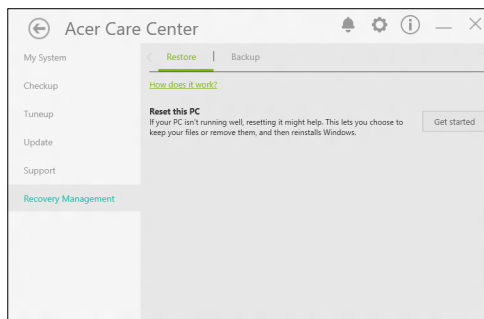 Acer Care Center
My System
Checkup
Tuneup
Update
Support
Recovery Management
Restore
Backup
How does it work?
Reset this PC
If your PC isn't running well, resetting it might help. This lets you choose to
keep your files or remove them, and then reinstalls Windows.
Get started